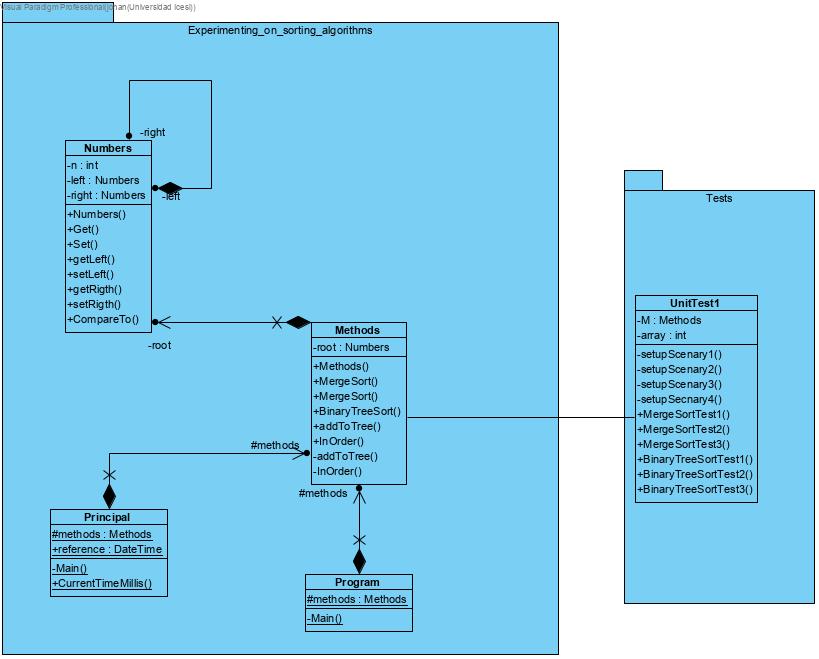 Visual Paradigm Professional(johan(Universidad Icesi))
Experimenting_on_sorting_algorithms
-right
Numbers
-n : int
-left : Numbers
-right : Numbers
-left
+Numbers()
+Get()
+Set()
+getLeft()
+setLeft()
+getRigth()
+setRigth()
+CompareTo()
-root
Methods
-root : Numbers
+Methods()
+MergeSort()
+MergeSort()
+BinaryTreeSort()
+addToTree()
+InOrder()
-addToTree()
-InOrder()
#methods
#methods
Principal
#methods : Methods
+reference : DateTime
-Main()
+CurrentTimeMillis()
Program
#methods : Methods
-Main()
Tests
UnitTest1
-M : Methods
-array : int
-setupScenary1()
-setupScenary2()
-setupScenary3()
-setupSecnary4()
+MergeSortTest1()
+MergeSortTest2()
+MergeSortTest3()
+BinaryTreeSortTest1()
+BinaryTreeSortTest2()
+BinaryTreeSortTest3()